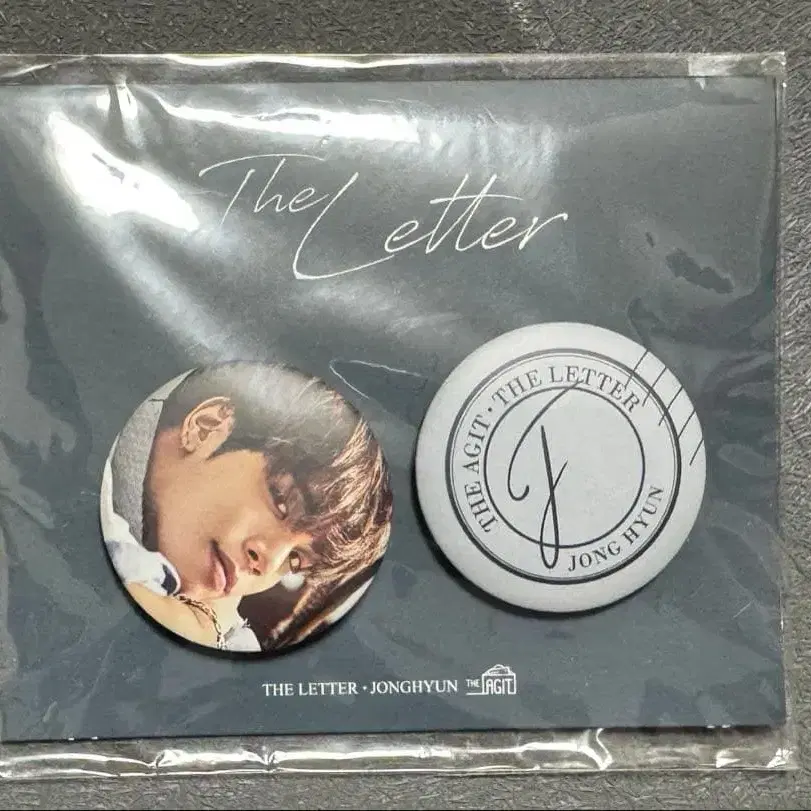 The Letter
THE AGIT · THE LETTER
J
JONG HYUN
THE LETTER · JONGHYUN THE AGIT